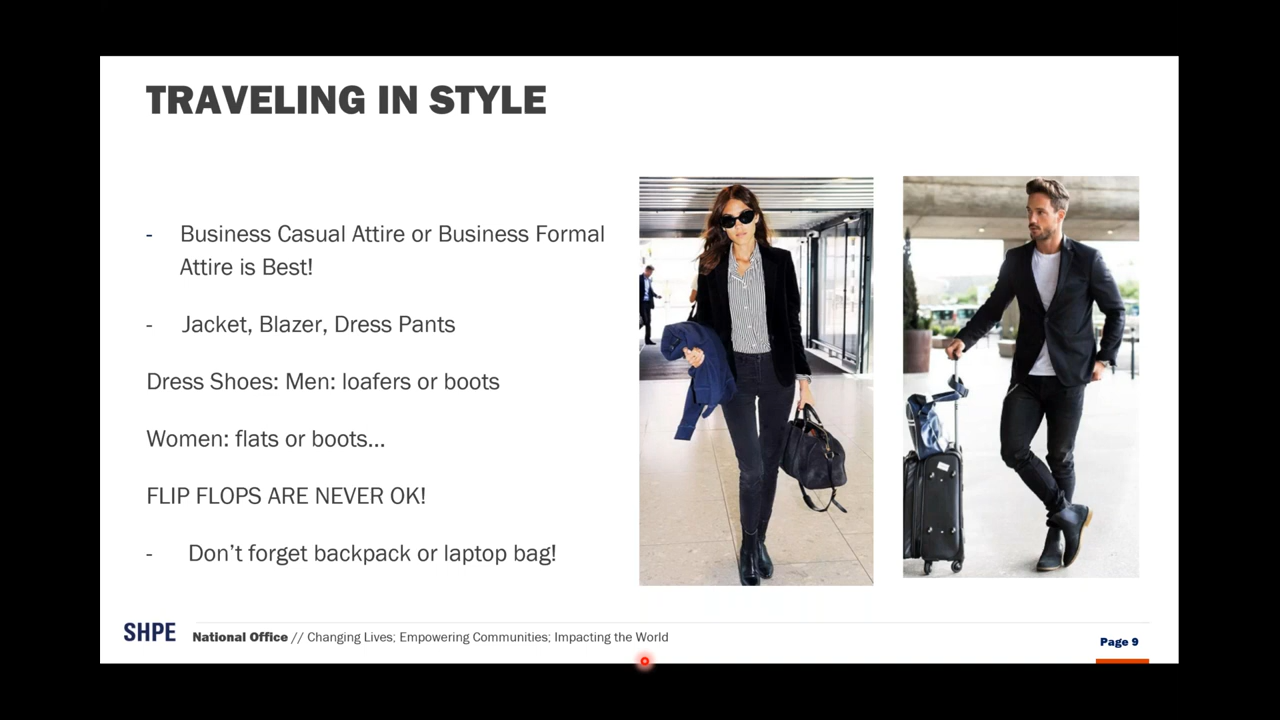 TRAVELING IN STYLE
- Business Casual Attire or Business Formal
Attire is Best!
- Jacket, Blazer, Dress Pants
Dress Shoes: Men: loafers or boots
Women: flats or boots...
FLIP FLOPS ARE NEVER OK!
- Don't forget backpack or laptop bag!
SHPE National Office // Changing Lives; Empowering Communities; Impacting the World
Page 9